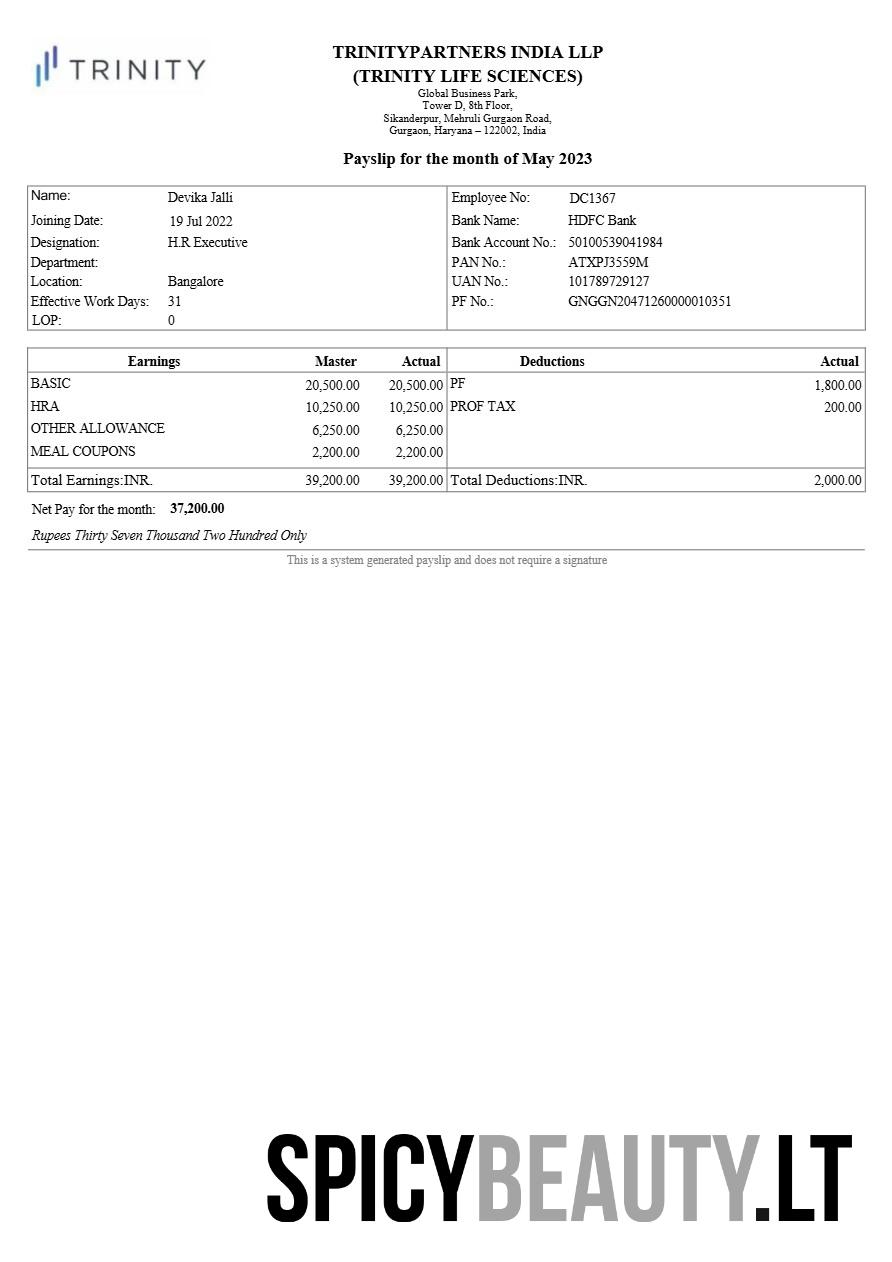 TRINITY
TRINITYPARTNERS INDIA LLP
(TRINITY LIFE SCIENCES)
Global Business Park,
Tower D, 8th Floor,
Sikanderpur, Mehruli Gurgaon Road,
Gurgaon, Haryana – 122002, India
Payslip for the month of May 2023
Name: Devika Jalli Employee No: DC1367
Joining Date: 19 Jul 2022 Bank Name: HDFC Bank
Designation: H.R Executive Bank Account No.: 50100539041984
Department: PAN No.: ATXPJ3559M
Location: Bangalore UAN No.: 101789729127
Effective Work Days: 31 PF No.: GNGGN20471260000010351
LOP: 0
Earnings Master Actual Deductions Actual
BASIC 20,500.00 20,500.00 PF 1,800.00
HRA 10,250.00 10,250.00 PROF TAX 200.00
OTHER ALLOWANCE 6,250.00 6,250.00
MEAL COUPONS 2,200.00 2,200.00
Total Earnings:INR. 39,200.00 39,200.00 Total Deductions:INR. 2,000.00
Net Pay for the month: 37,200.00
Rupees Thirty Seven Thousand Two Hundred Only
This is a system generated payslip and does not require a signature
SPICYBEAUTY.LT